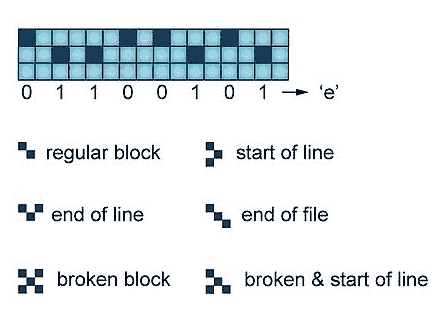 0 1 1 0 0 1 0 1 → 'e'
regular block start of line
end of line end of file
broken block broken & start of line